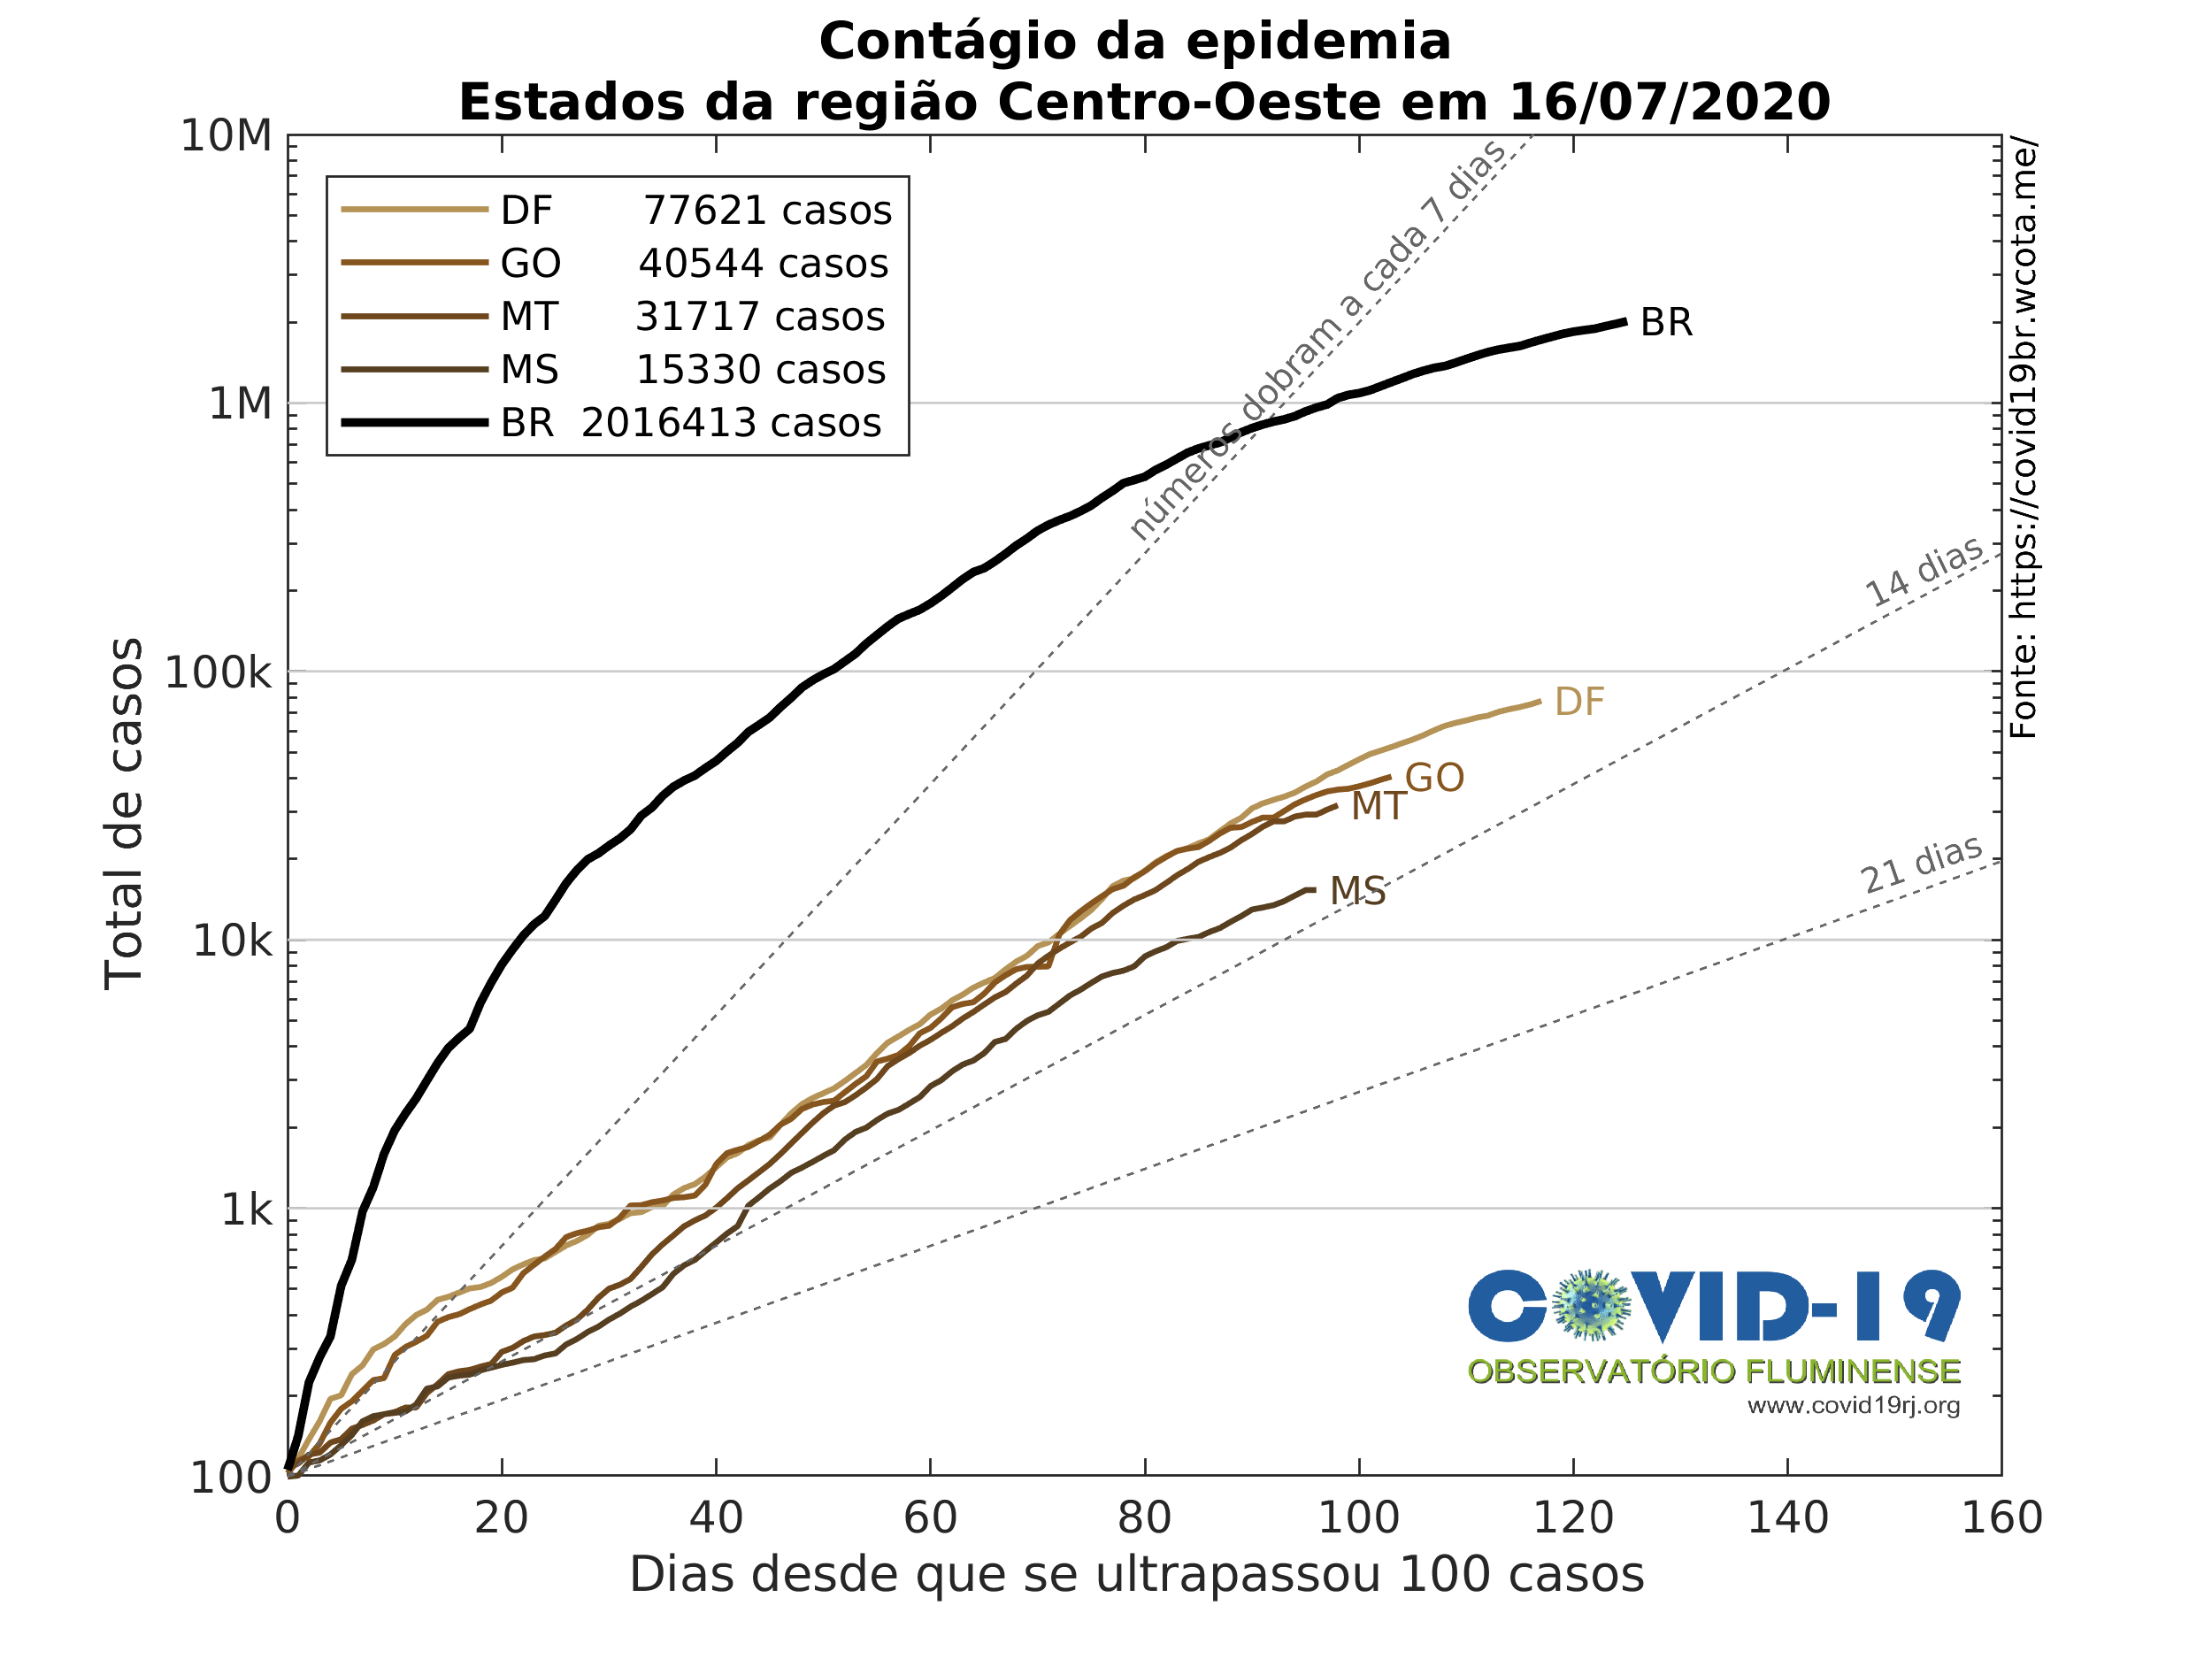 Contágio da epidemia
Estados da região Centro-Oeste em 16/07/2020
10M
1M
100k
10k
1k
100
Total de casos
DF 77621 casos
GO 40544 casos
MT 31717 casos
MS 15330 casos
BR 2016413 casos
números dobram a cada 7 dias
14 dias
21 dias
BR
DF
GO
MT
MS
Fonte: https://covid19br.wcota.me/
COVID-19
OBSERVATÓRIO FLUMINENSE
www.covid19rj.org
0 20 40 60 80 100 120 140 160
Dias desde que se ultrapassou 100 casos